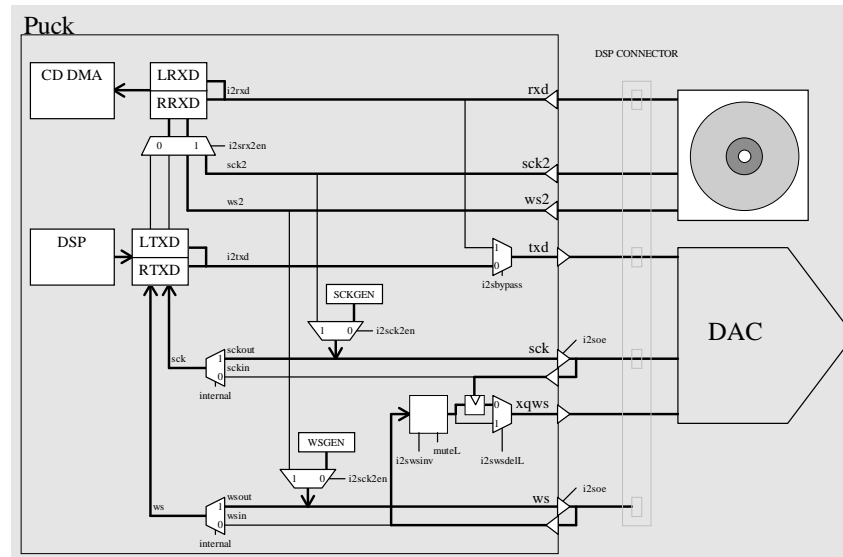 Puck
DSP CONNECTOR
CD DMA
LRXD
RRXD
i2rxd
rxd
0 1
i2srx2en
sck2
sck2
ws2
ws2
DSP
LTXD
RTXD
i2txd
1
0
txd
i2sbypass
SCKGEN
1 0
i2sck2en
DAC
sck
sckout
1
sckin
0
internal
sck
i2soe
0
1
xqws
i2swsinv
muteL
i2swsdelL
WSGEN
1 0
i2sck2en
ws
wsout
1
wsin
0
internal
ws
i2soe